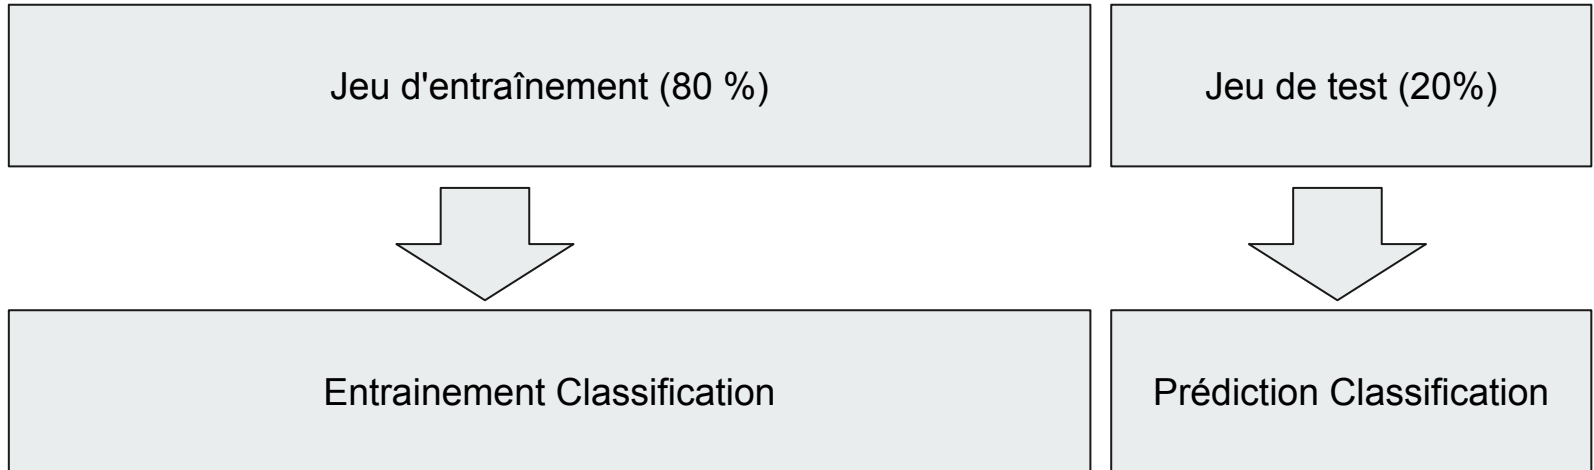 Jeu d'entraînement (80 %)
Jeu de test (20%)
Entrainement Classification
Prédiction Classification